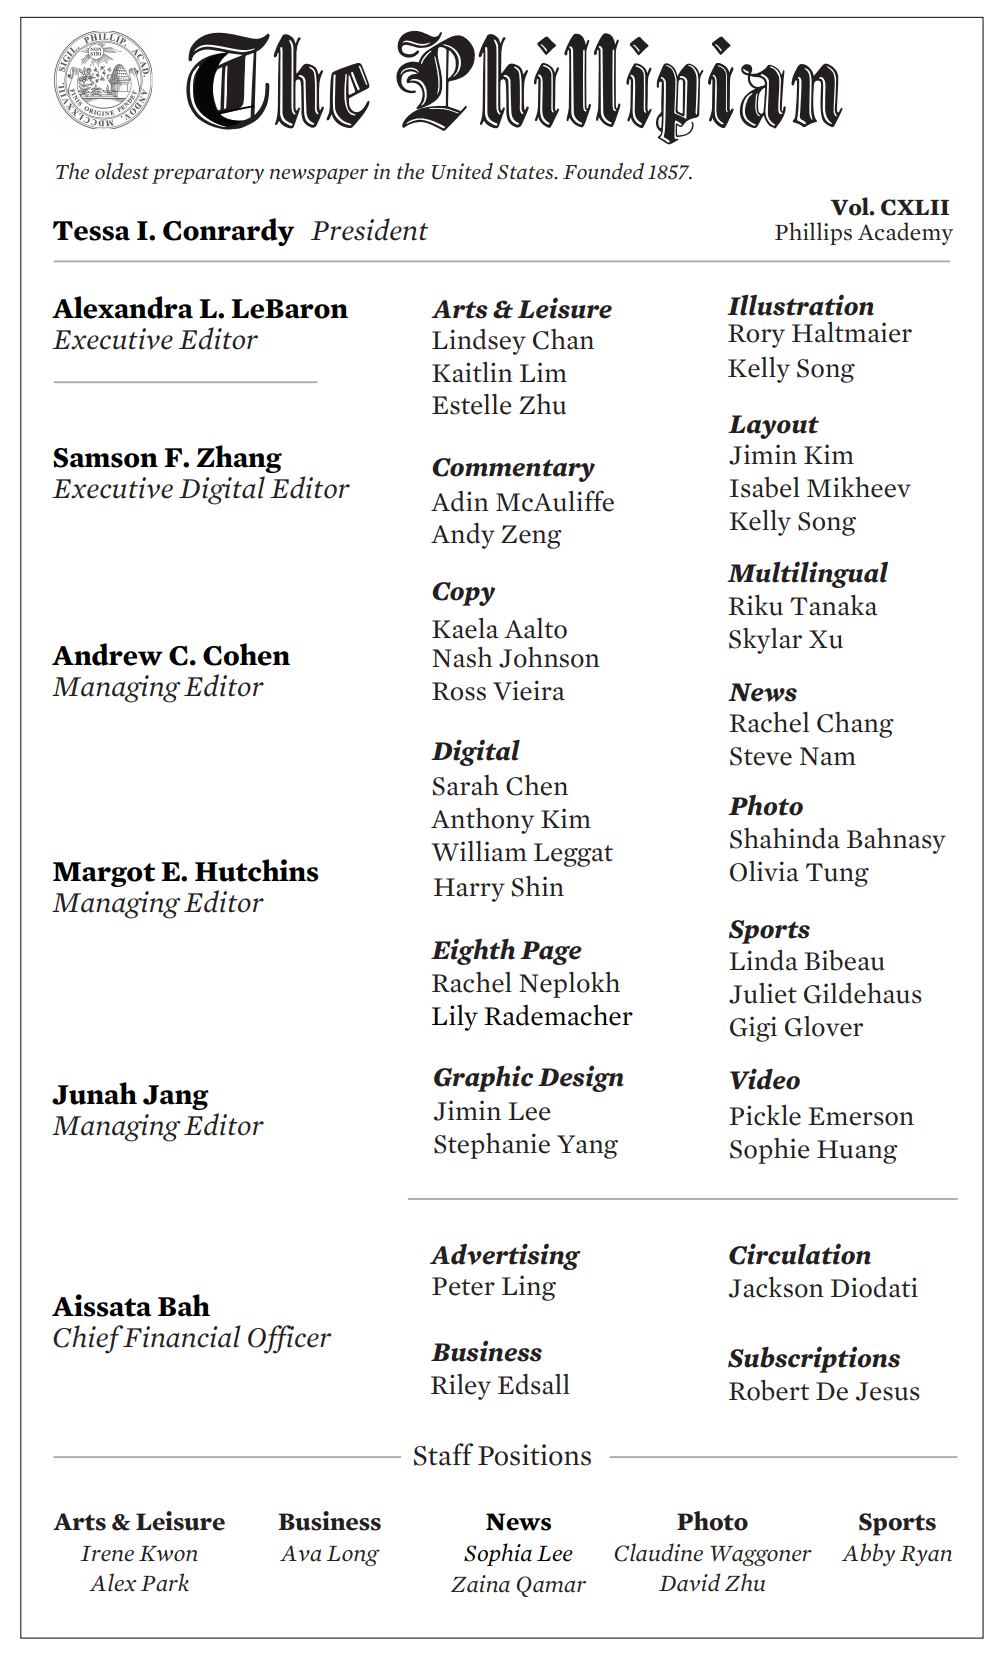 SIGIL. PHILLIP. ACAD. ANDOV. MDCCLXXVIII.
NON SIBI
FINIS ORIGINE PENDET
The Phillipian
The oldest preparatory newspaper in the United States. Founded 1857.
Vol. CXLII
Phillips Academy
Tessa I. Conrardy President
Alexandra L. LeBaron
Executive Editor
Samson F. Zhang
Executive Digital Editor
Andrew C. Cohen
Managing Editor
Margot E. Hutchins
Managing Editor
Junah Jang
Managing Editor
Aissata Bah
Chief Financial Officer
Arts & Leisure
Lindsey Chan
Kaitlin Lim
Estelle Zhu
Commentary
Adin McAuliffe
Andy Zeng
Copy
Kaela Aalto
Nash Johnson
Ross Vieira
Digital
Sarah Chen
Anthony Kim
William Leggat
Harry Shin
Eighth Page
Rachel Neplokh
Lily Rademacher
Graphic Design
Jimin Lee
Stephanie Yang
Illustration
Rory Haltmaier
Kelly Song
Layout
Jimin Kim
Isabel Mikheev
Kelly Song
Multilingual
Riku Tanaka
Skylar Xu
News
Rachel Chang
Steve Nam
Photo
Shahinda Bahnasy
Olivia Tung
Sports
Linda Bibeau
Juliet Gildehaus
Gigi Glover
Video
Pickle Emerson
Sophie Huang
Advertising
Peter Ling
Business
Riley Edsall
Circulation
Jackson Diodati
Subscriptions
Robert De Jesus
Staff Positions
Arts & Leisure
Irene Kwon
Alex Park
Business
Ava Long
News
Sophia Lee
Zaina Qamar
Photo
Claudine Waggoner
David Zhu
Sports
Abby Ryan